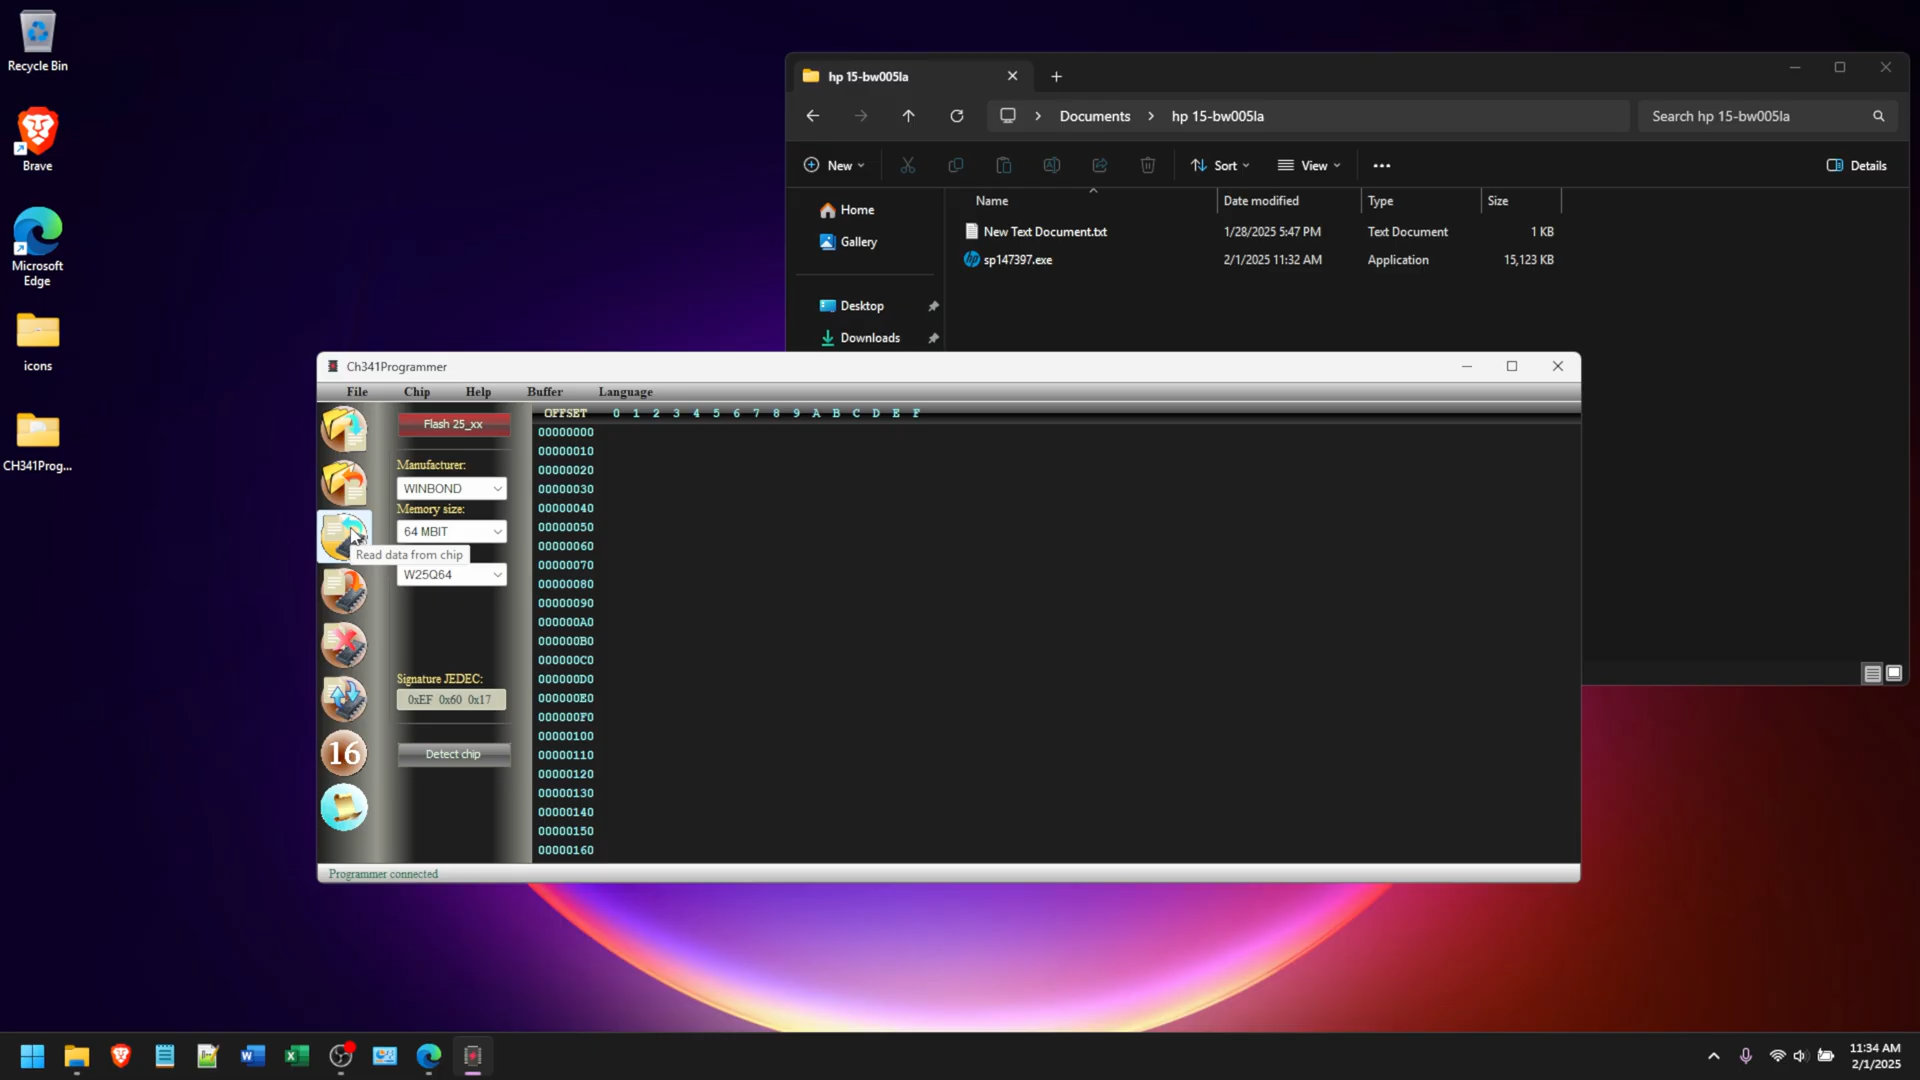 Recycle Bin
Brave
Microsoft
Edge
icons
CH341Prog...
hp 15-bw005la
Documents
hp 15-bw005la
Search hp 15-bw005la
New
Sort
View
Details
Home
Gallery
Desktop
Downloads
Name
Date modified
Type
Size
New Text Document.txt
1/28/2025 5:47 PM
Text Document
1 KB
sp147397.exe
2/1/2025 11:32 AM
Application
15,123 KB
Ch341Programmer
File
Chip
Help
Buffer
Language
Flash 25_xx
Manufacturer:
WINBOND
Memory size:
64 MBIT
Read data from chip
W25Q64
Signature JEDEC:
0xEF 0x60 0x17
Detect chip
16
OFFSET 0 1 2 3 4 5 6 7 8 9 A B C D E F
00000000
00000010
00000020
00000030
00000040
00000050
00000060
00000070
00000080
00000090
000000A0
000000B0
000000C0
000000D0
000000E0
000000F0
00000100
00000110
00000120
00000130
00000140
00000150
00000160
Programmer connected
11:34 AM
2/1/2025